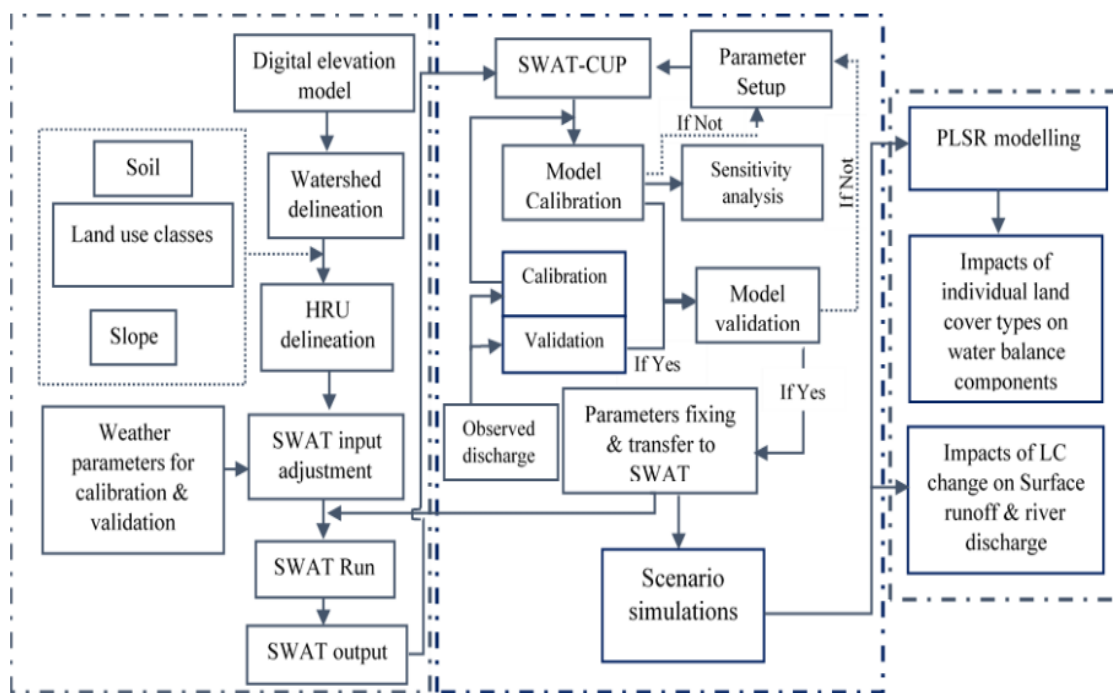 Digital elevation
model
Soil
Land use classes
Slope
Watershed
delineation
HRU
delineation
Weather
parameters for
calibration &
validation
SWAT input
adjustment
SWAT Run
SWAT output
SWAT-CUP
Parameter
Setup
If Not
Model
Calibration
Sensitivity
analysis
If Not
Calibration
Validation
If Yes
Model
validation
If Yes
Observed
discharge
Parameters fixing
& transfer to
SWAT
Scenario
simulations
PLSR modelling
Impacts of
individual land
cover types on
water balance
components
Impacts of LC
change on Surface
runoff & river
discharge